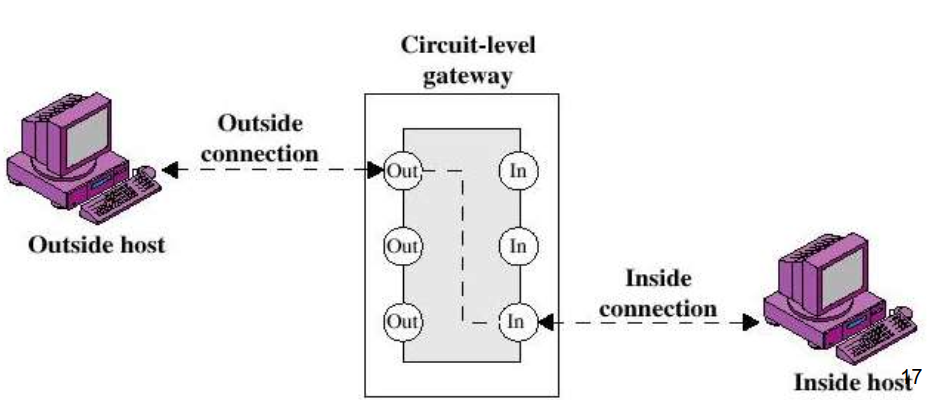 Circuit-level
gateway
Outside
connection
Out
In
Outside host
Out
In
Inside
connection
Out
In
Inside host
17